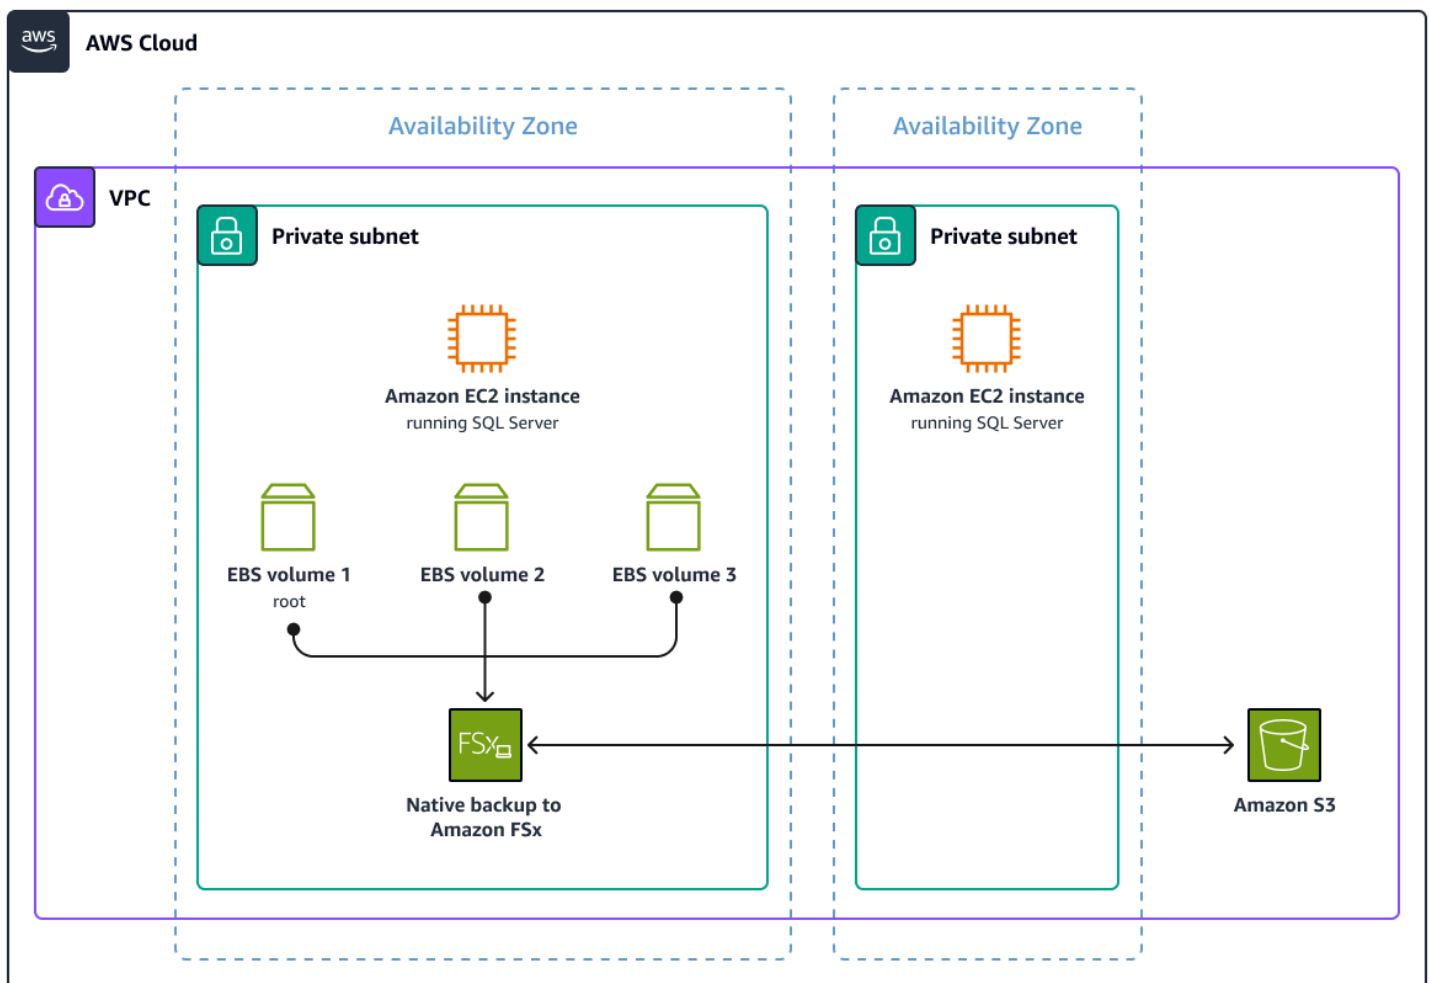 aws
AWS Cloud
Availability Zone
Availability Zone
VPC
Private subnet
Private subnet
Amazon EC2 instance
running SQL Server
Amazon EC2 instance
running SQL Server
EBS volume 1
root
EBS volume 2
EBS volume 3
FSx
Native backup to
Amazon FSx
Amazon S3